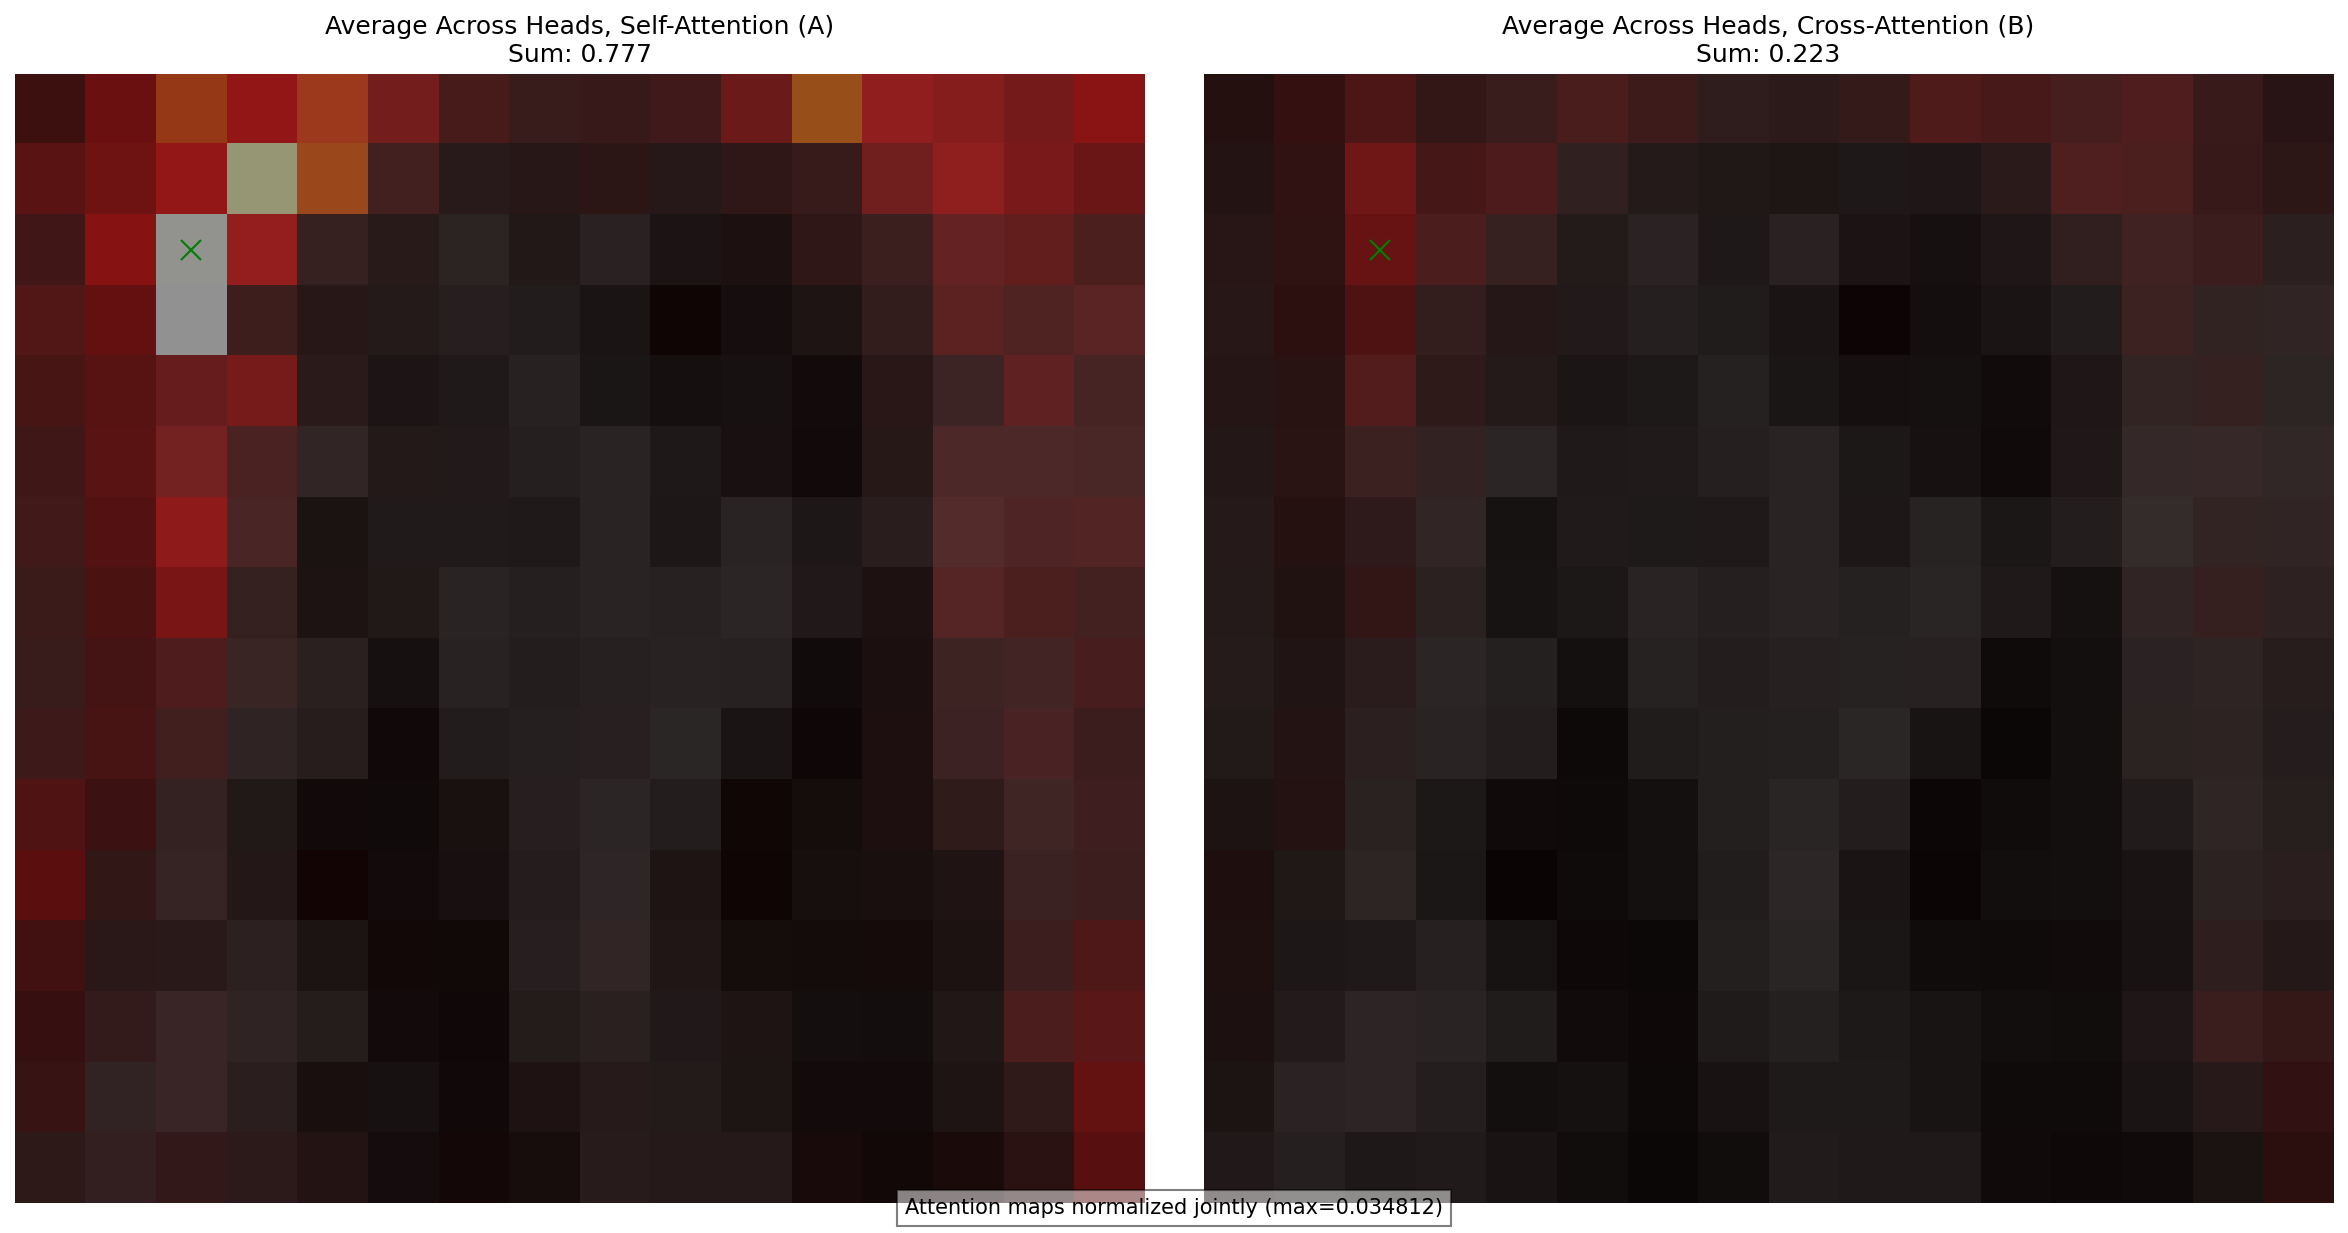 Average Across Heads, Self-Attention (A)
Sum: 0.777
Average Across Heads, Cross-Attention (B)
Sum: 0.223
Attention maps normalized jointly (max=0.034812)